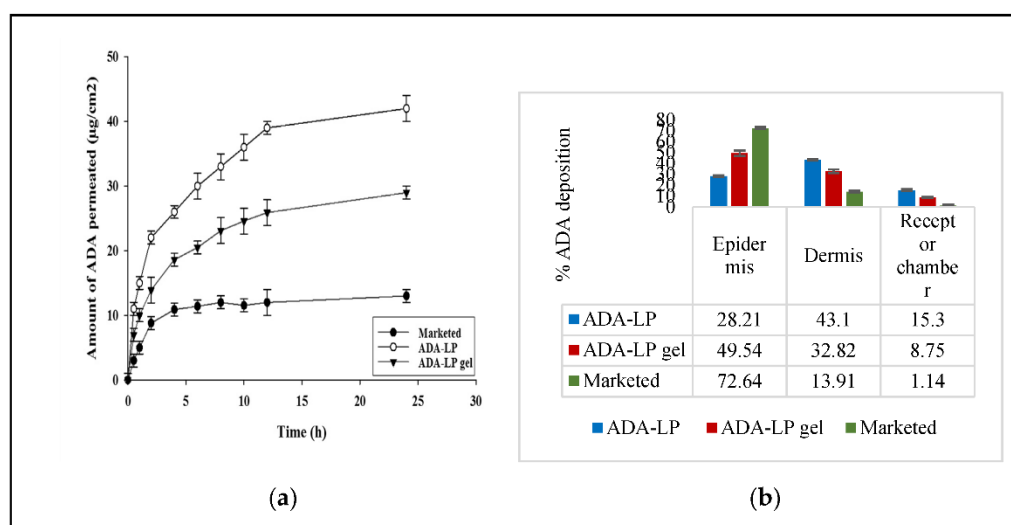 Amount of ADA permeated (µg/cm2)
50
40
30
20
10
0
0
5
10
15
20
25
30
Time (h)
Marketed
ADA-LP
ADA-LP gel
(a)
% ADA deposition
80
70
60
50
40
30
20
10
0
Epider
mis
Dermis
Recept
or
chambe
r
ADA-LP 28.21 43.1 15.3
ADA-LP gel 49.54 32.82 8.75
Marketed 72.64 13.91 1.14
ADA-LP ADA-LP gel Marketed
(b)